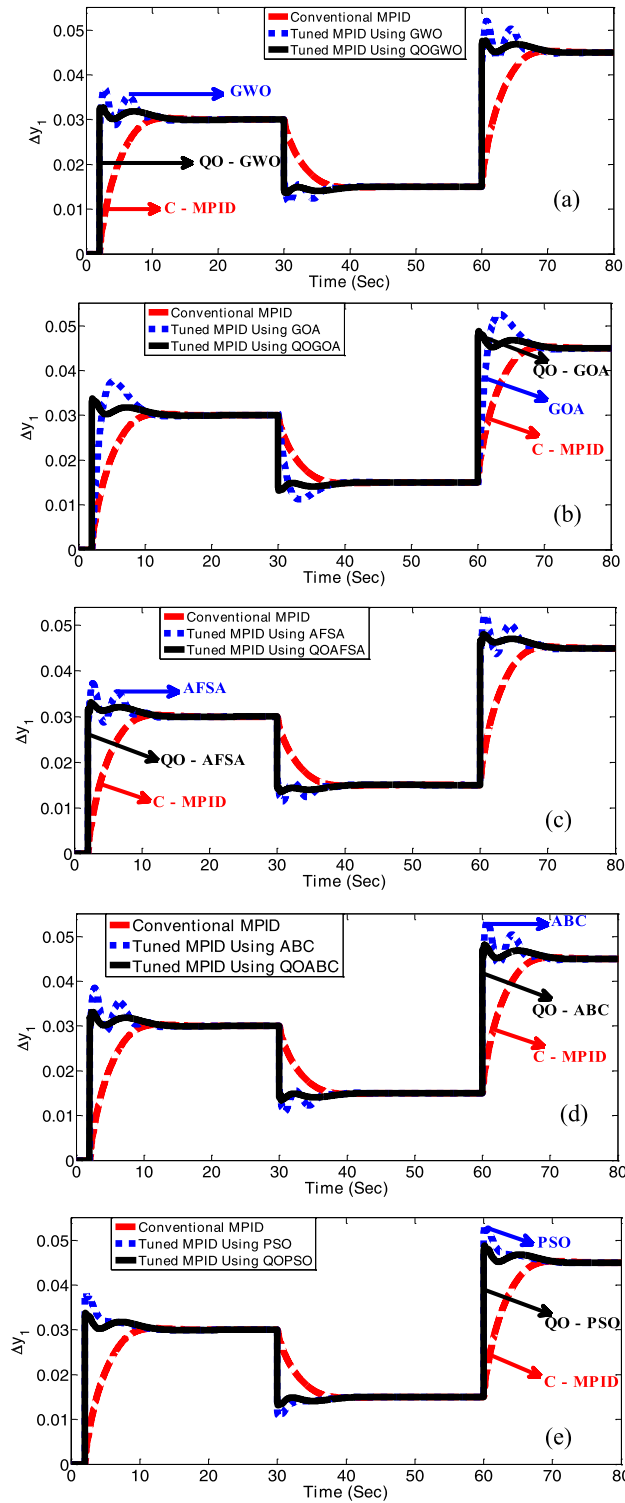 Conventional MPID
Tuned MPID Using GWO
Tuned MPID Using QOGWO
0.05
0.04
0.03
0.02
0.01
0
Δy1
GWO
QO - GWO
C - MPID
(a)
0 10 20 30 40 50 60 70 80
Time (Sec)
Conventional MPID
Tuned MPID Using GOA
Tuned MPID Using QOGOA
0.05
0.04
0.03
0.02
0.01
0
Δy1
QO - GOA
GOA
C - MPID
(b)
0 10 20 30 40 50 60 70 80
Time (Sec)
Conventional MPID
Tuned MPID Using AFSA
Tuned MPID Using QOAFSA
0.05
0.04
0.03
0.02
0.01
0
Δy1
AFSA
QO - AFSA
C - MPID
(c)
0 10 20 30 40 50 60 70 80
Time (Sec)
Conventional MPID
Tuned MPID Using ABC
Tuned MPID Using QOABC
0.05
0.04
0.03
0.02
0.01
0
Δy1
ABC
QO - ABC
C - MPID
(d)
0 10 20 30 40 50 60 70 80
Time (Sec)
Conventional MPID
Tuned MPID Using PSO
Tuned MPID Using QOPSO
0.05
0.04
0.03
0.02
0.01
0
Δy1
PSO
QO - PSO
C - MPID
(e)
0 10 20 30 40 50 60 70 80
Time (Sec)